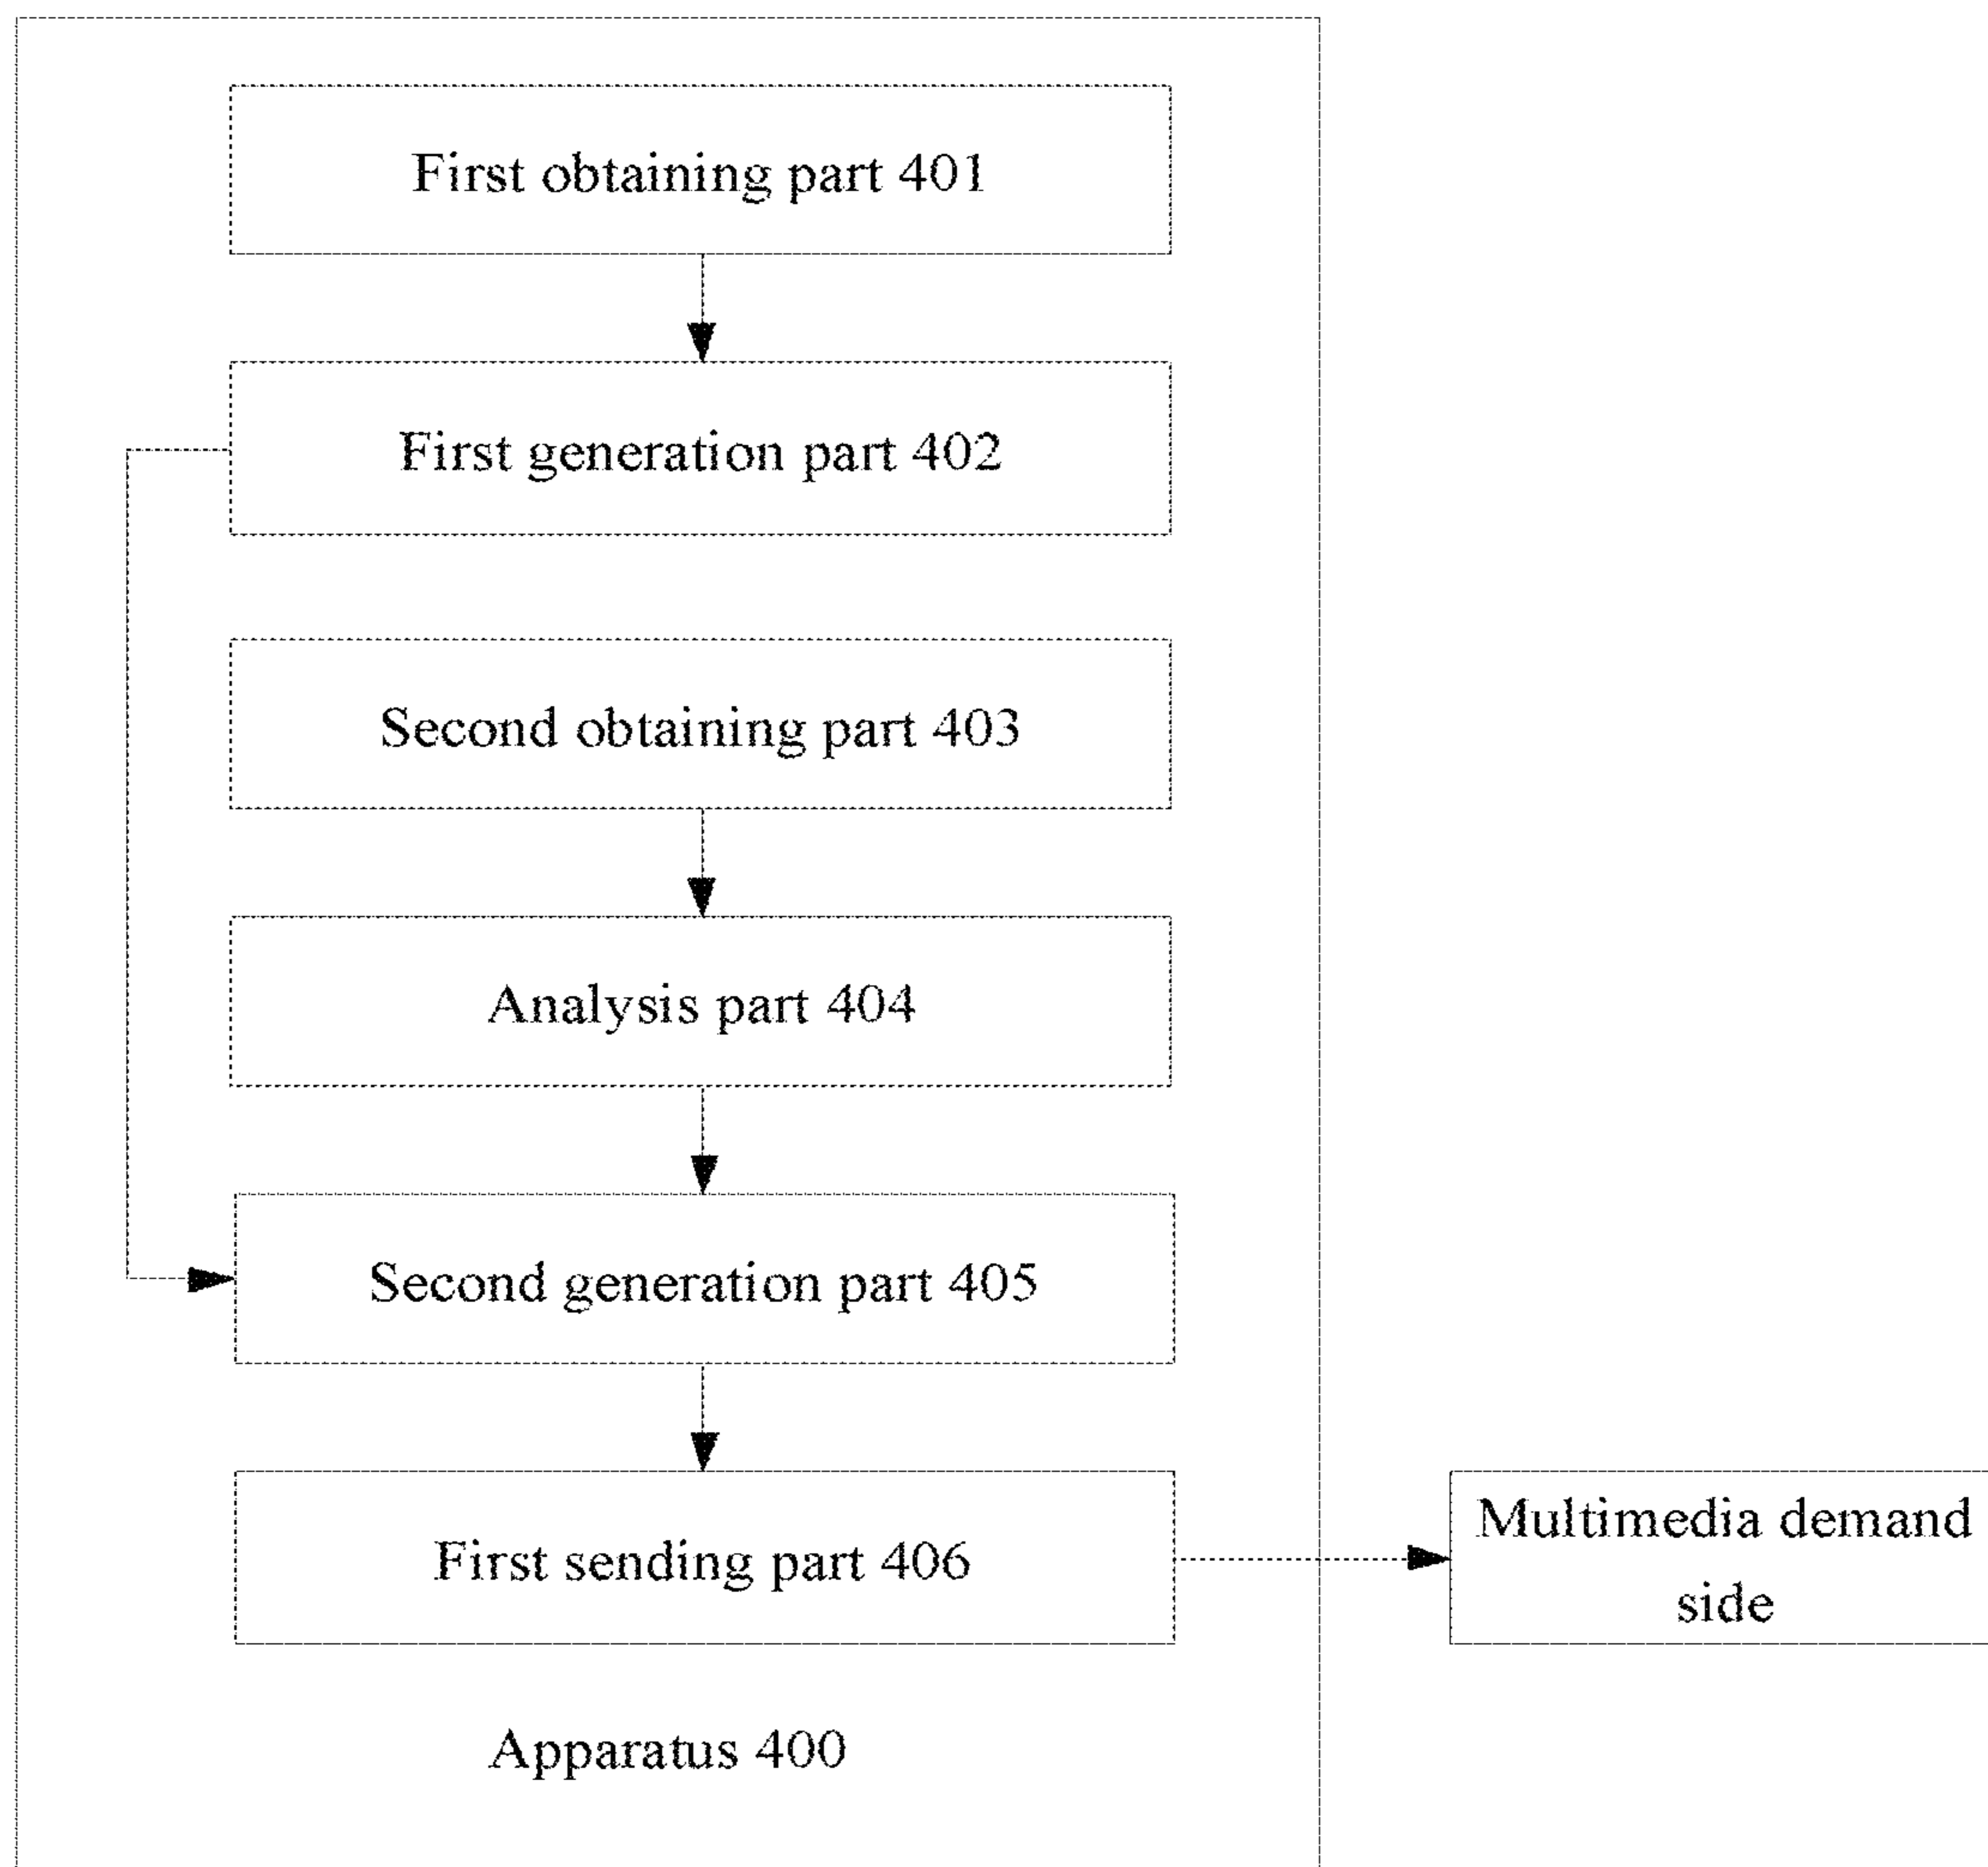 First obtaining part 401
First generation part 402
Second obtaining part 403
Analysis part 404
Second generation part 405
First sending part 406
Multimedia demand
side
Apparatus 400